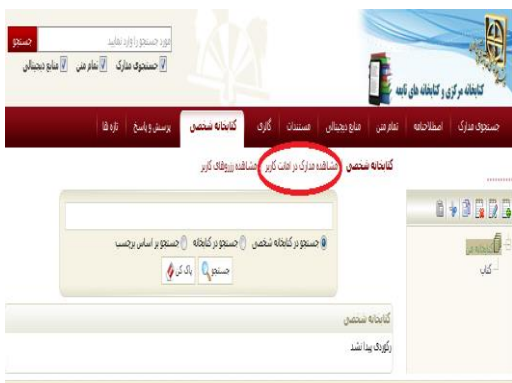 مورد جستجو را وارد نمایید
جستجو
جستجوی مدارک تمام متن منابع دیجیتالی
کتابخانه مرکزی و کتابخانه های تابعه
جستجوی مدارک اصطلاحنامه تمام متن منابع دیجیتالی مستندات گالری کتابخانه شخصی پرسش و پاسخ تازه ها
کتابخانه شخصی مشاهده مدارک در امانت کاربر مشاهده رزروهای کاربر
کتابخانه من
کتاب
جستجو در کتابخانه شخصی جستجو در کتابخانه جستجو بر اساس برچسب
جستجو پاک کن
کتابخانه شخصی
رکوردی پیدا نشد